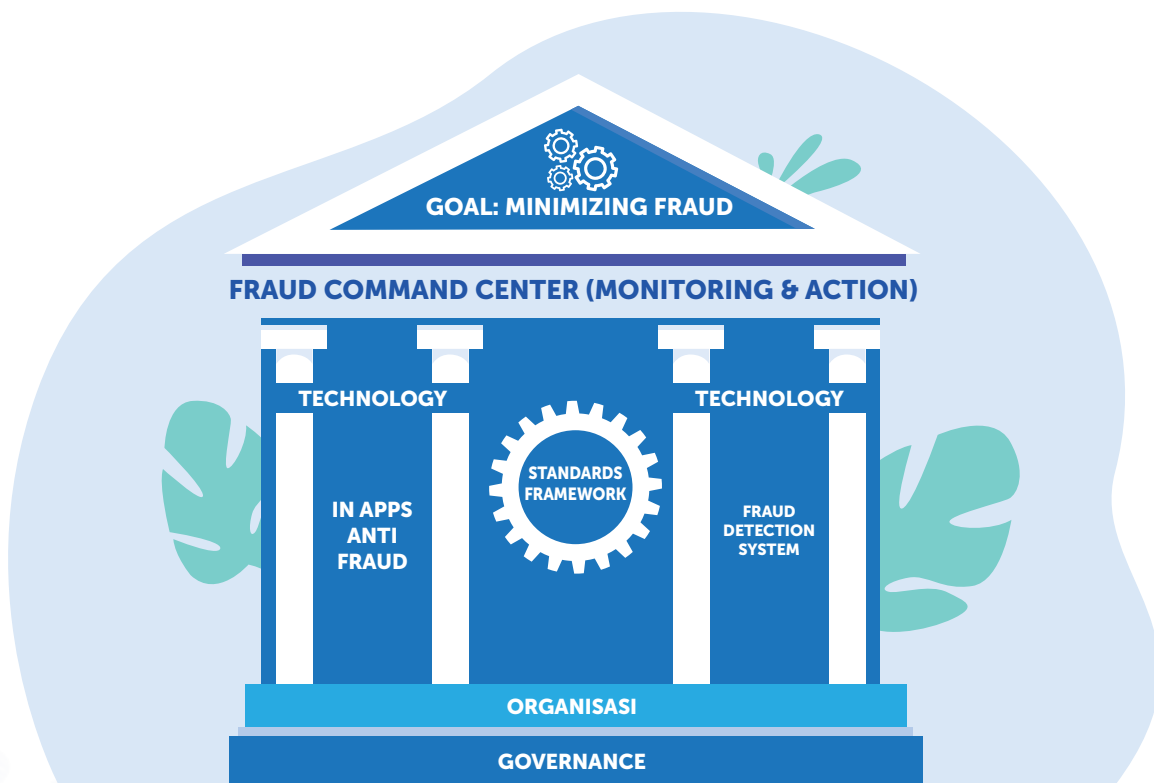 GOAL: MINIMIZING FRAUD
FRAUD COMMAND CENTER (MONITORING & ACTION)
TECHNOLOGY
IN APPS
ANTI
FRAUD
STANDARDS
FRAMEWORK
TECHNOLOGY
FRAUD
DETECTION
SYSTEM
ORGANISASI
GOVERNANCE